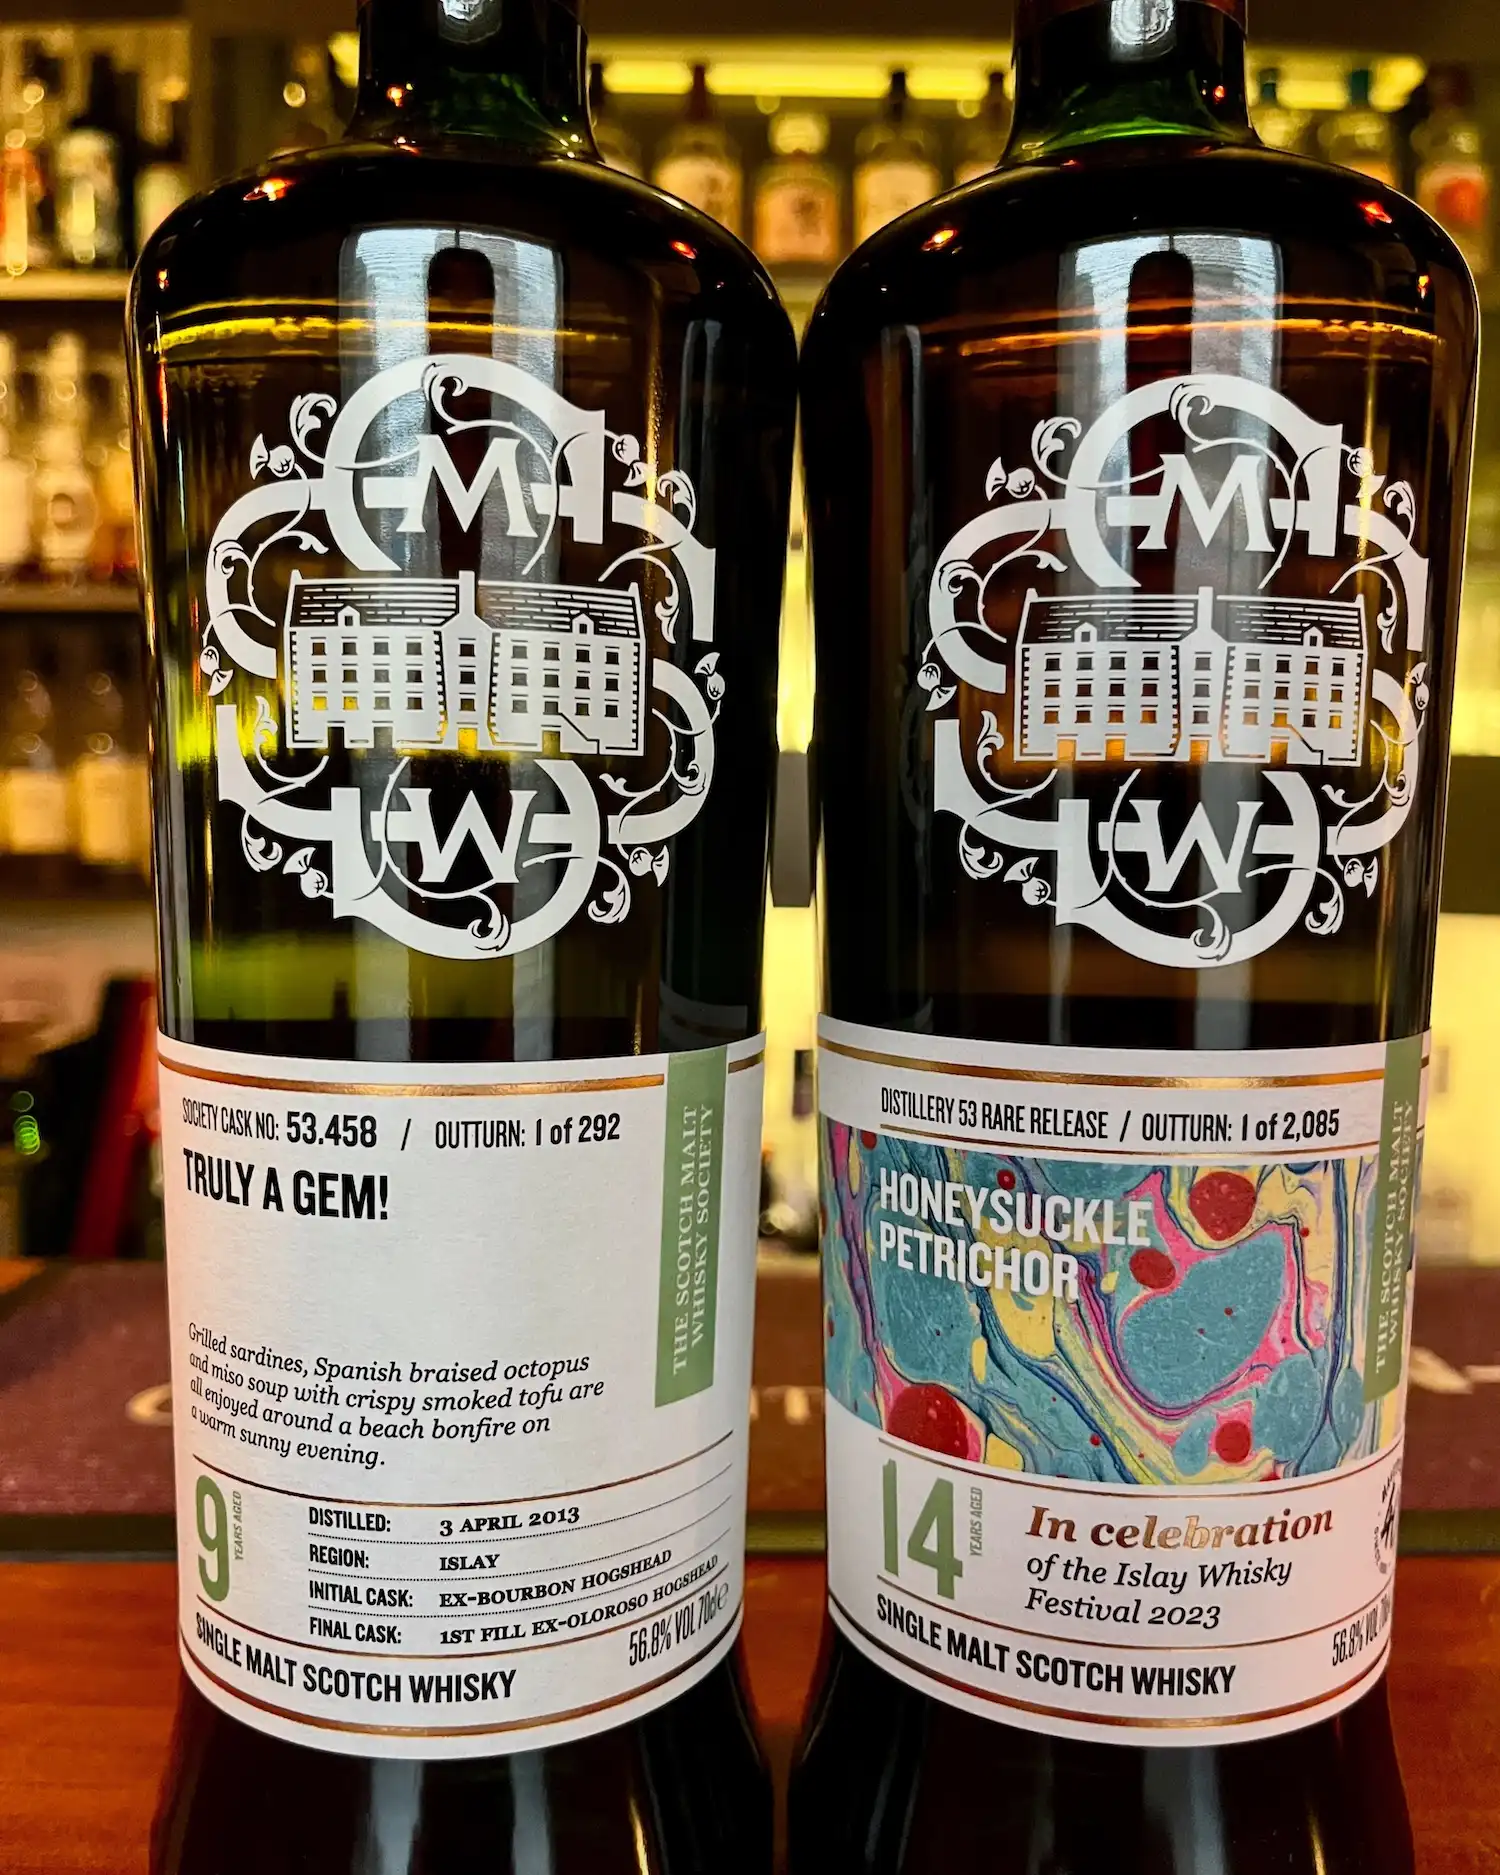 SOCIETY CASK NO: 53.458 / OUTTURN: 1 of 292
TRULY A GEM!
THE SCOTCH MALT
WHISKY SOCIETY
Grilled sardines, Spanish braised octopus
and miso soup with crispy smoked tofu are
all enjoyed around a beach bonfire on
a warm sunny evening.
9 YEARS AGED
DISTILLED: 3 APRIL 2013
REGION: ISLAY
INITIAL CASK: EX-BOURBON HOGSHEAD
FINAL CASK: 1ST FILL EX-OLOROSO HOGSHEAD
SINGLE MALT SCOTCH WHISKY
56.8% VOL 70cl e
DISTILLERY 53 RARE RELEASE / OUTTURN: 1 of 2,085
HONEYSUCKLE
PETRICHOR
THE SCOTCH MALT
WHISKY SOCIETY
14 YEARS AGED
In celebration
of the Islay Whisky
Festival 2023
SINGLE MALT SCOTCH WHISKY
56.8% VOL